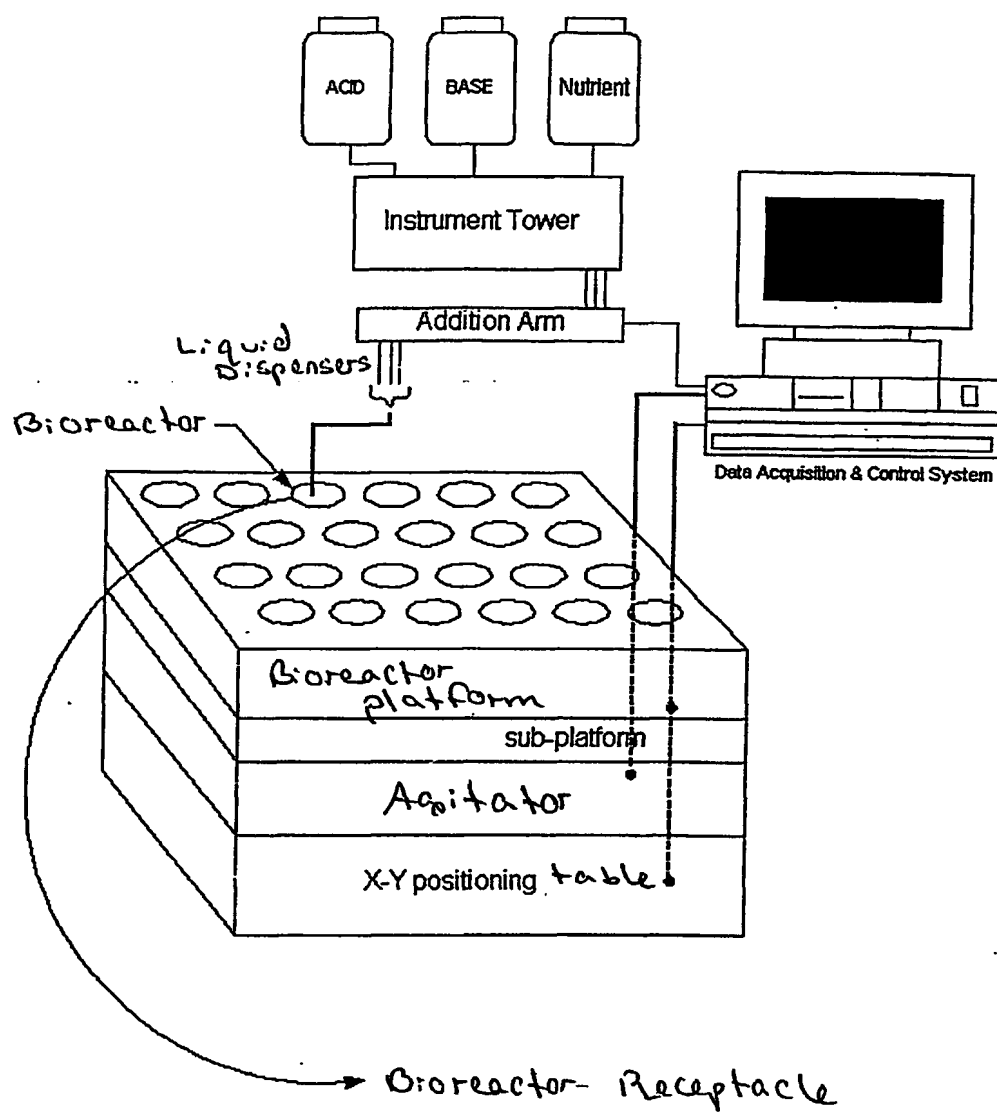 ACID
BASE
Nutrient
Instrument Tower
Addition Arm
Liquid
Dispensers
Bioreactor
Data Acquisition & Control System
Bioreactor
platform
sub-platform
Agitator
X-Y positioning table
Bioreactor- Receptacle